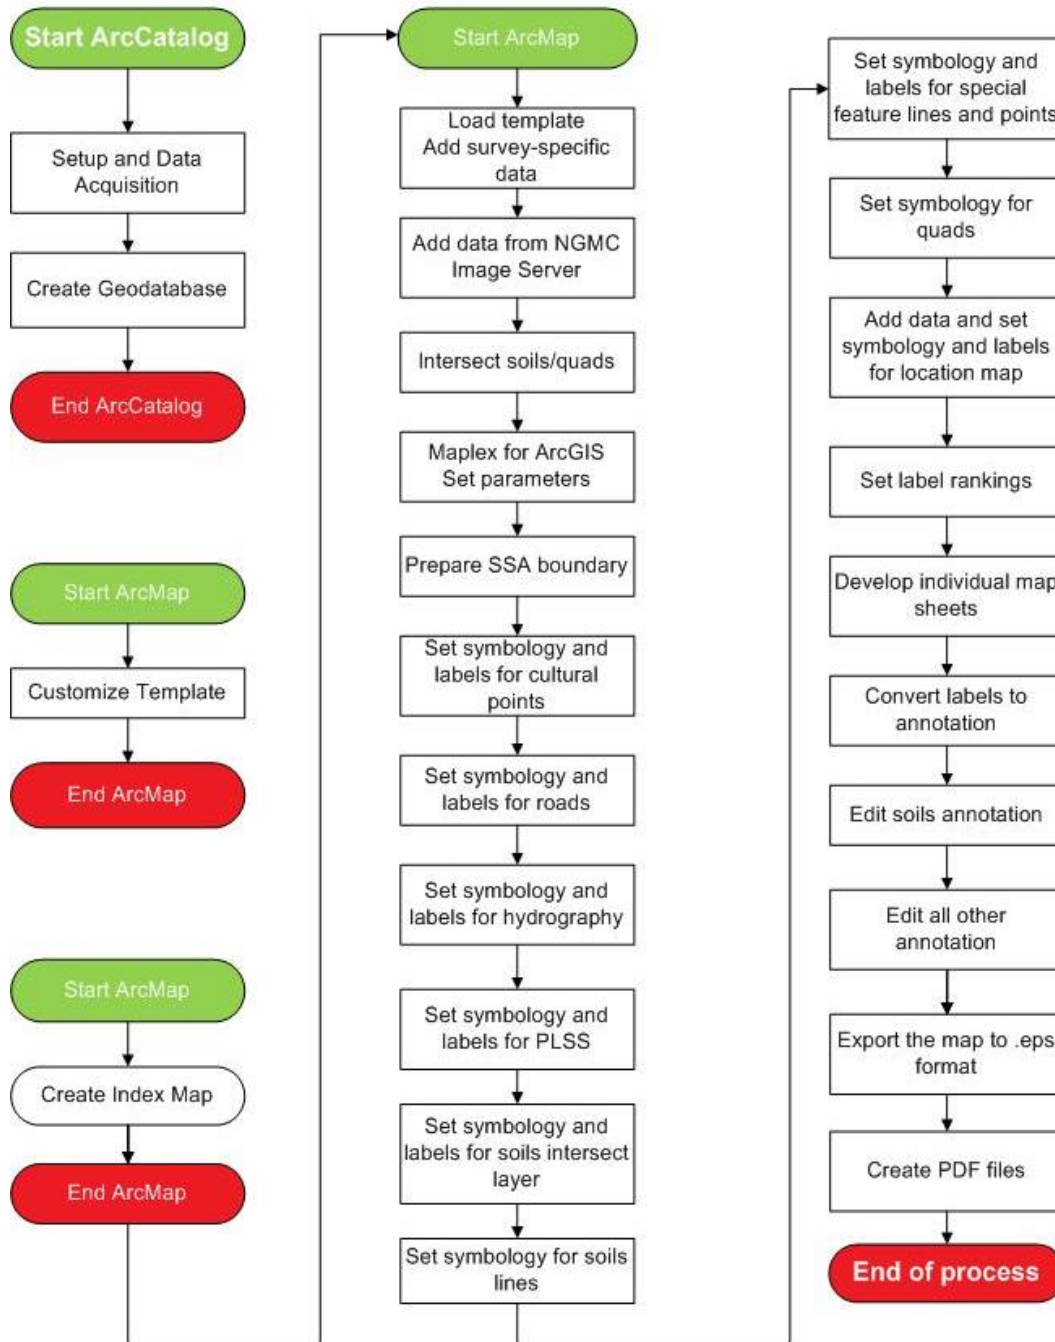 Start ArcCatalog
Setup and Data
Acquisition
Create Geodatabase
End ArcCatalog
Start ArcMap
Customize Template
End ArcMap
Start ArcMap
Create Index Map
End ArcMap
Start ArcMap
Load template
Add survey-specific
data
Add data from NGMC
Image Server
Intersect soils/quads
Maplex for ArcGIS
Set parameters
Prepare SSA boundary
Set symbology and
labels for cultural
points
Set symbology and
labels for roads
Set symbology and
labels for hydrography
Set symbology and
labels for PLSS
Set symbology and
labels for soils intersect
layer
Set symbology for soils
lines
Set symbology and
labels for special
feature lines and points
Set symbology for
quads
Add data and set
symbology and labels
for location map
Set label rankings
Develop individual map
sheets
Convert labels to
annotation
Edit soils annotation
Edit all other
annotation
Export the map to .eps
format
Create PDF files
End of process